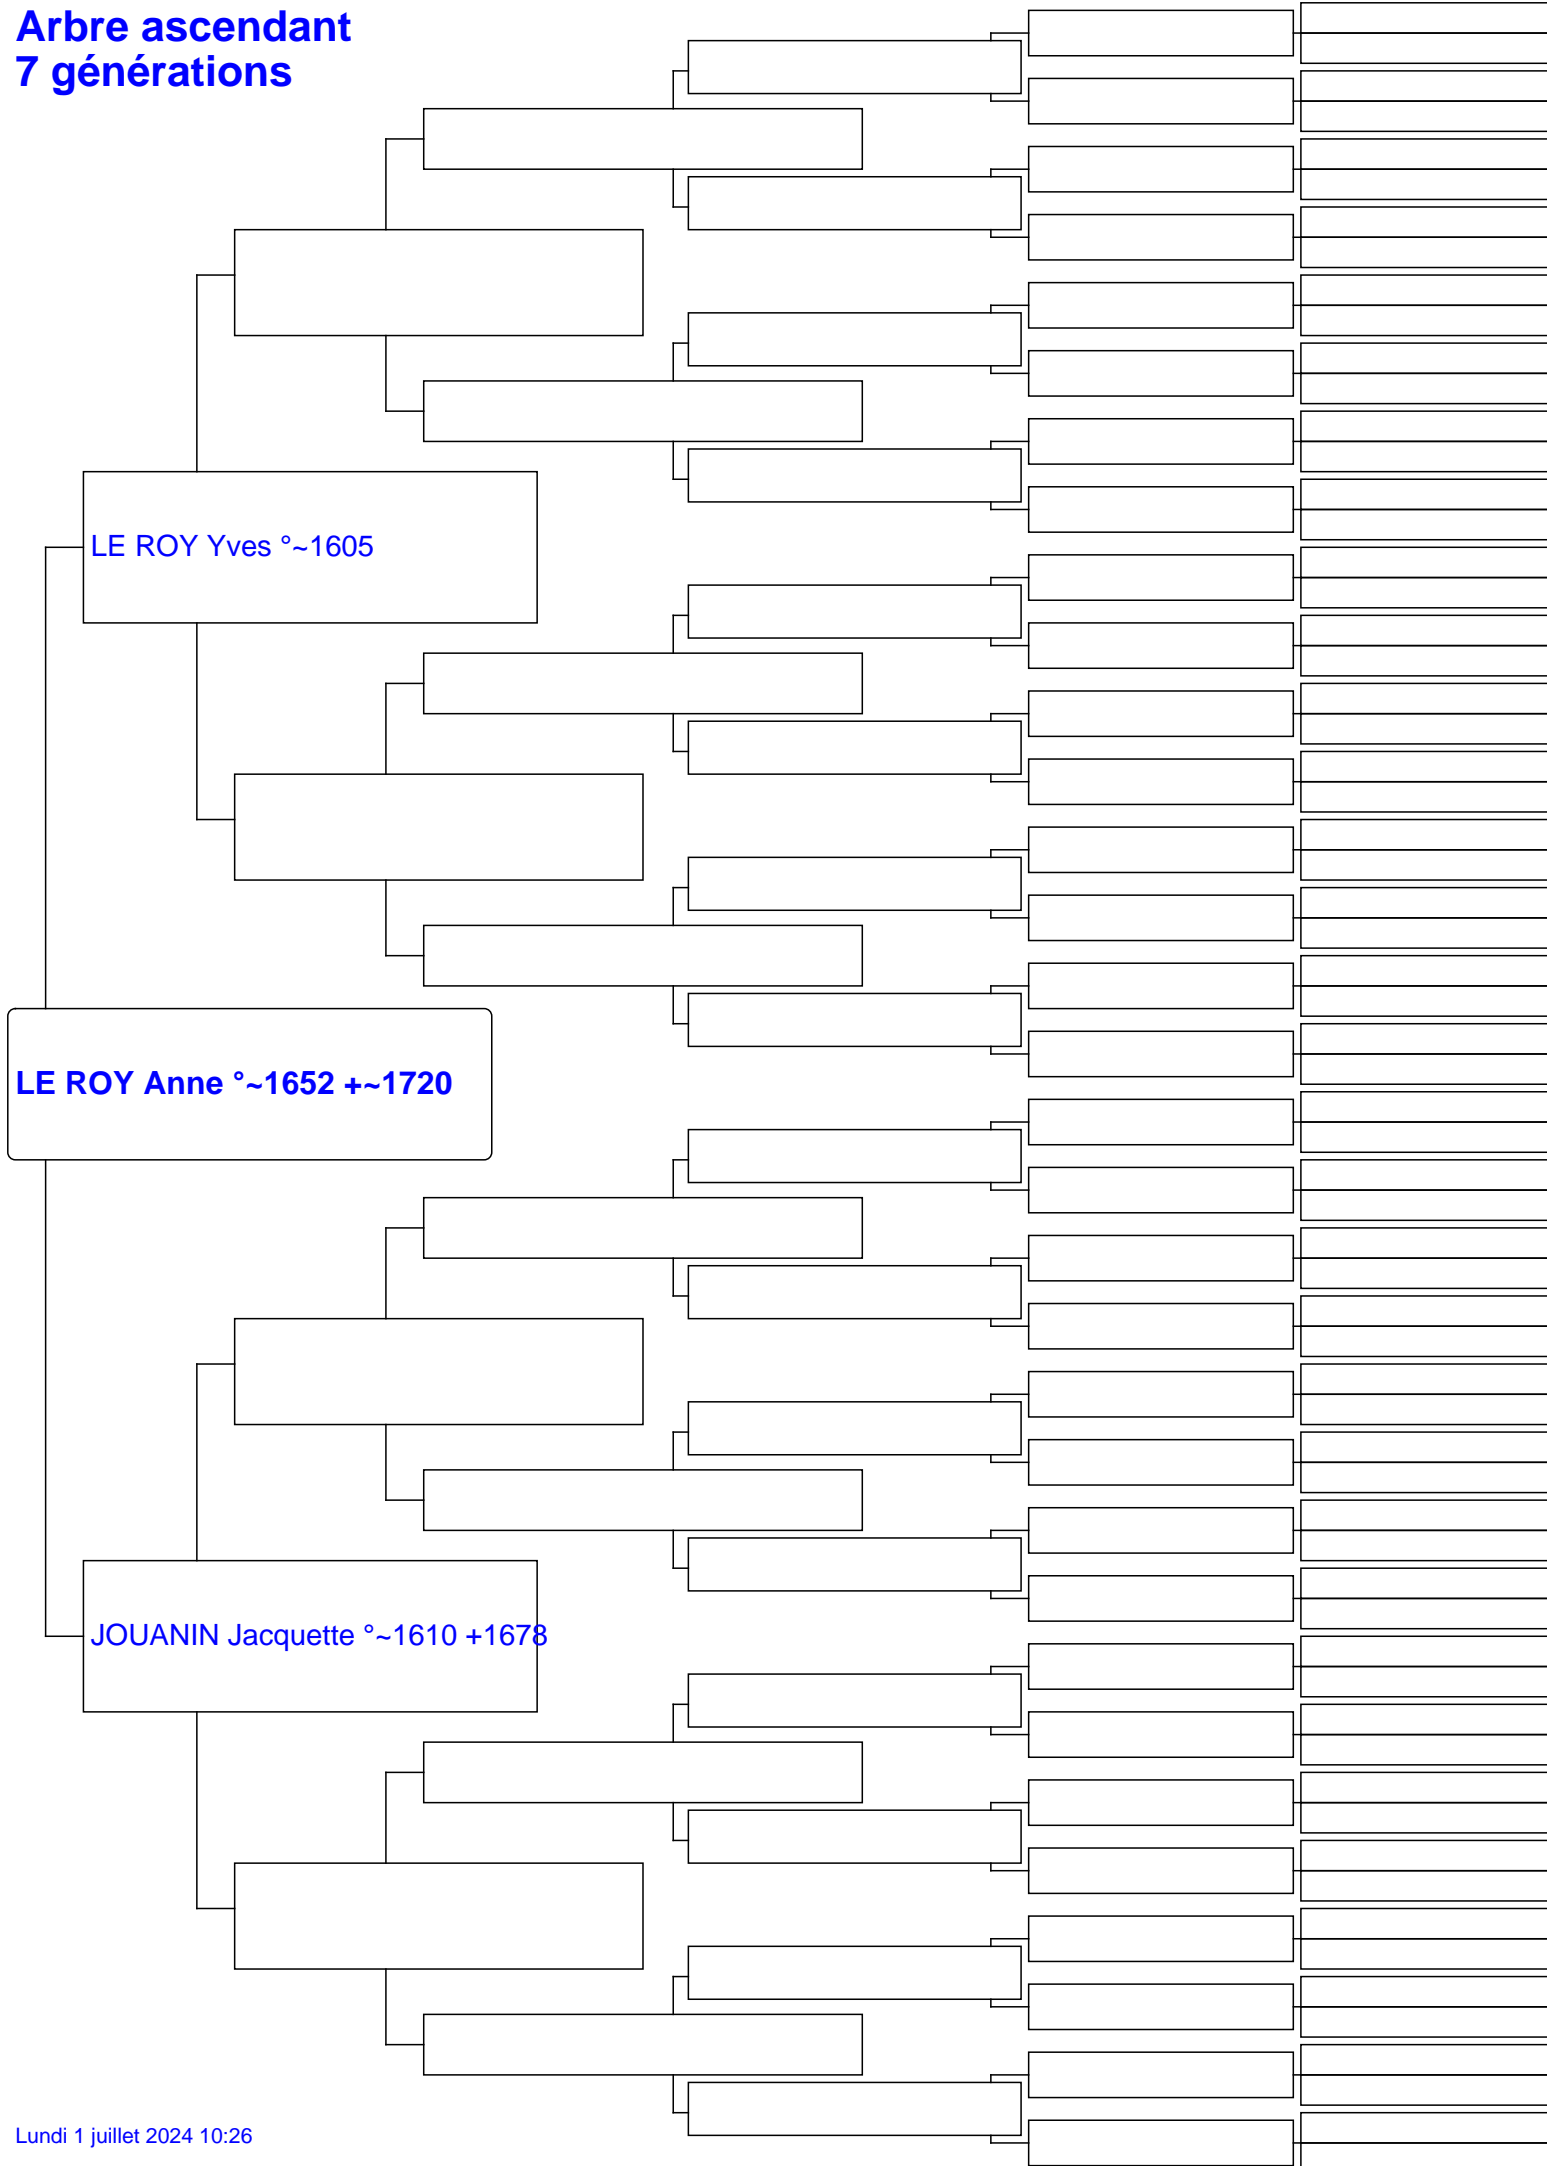 Arbre ascendant
7 générations
LE ROY Yves °~1605
LE ROY Anne °~1652 +~1720
JOUANIN Jacquette °~1610 +1678
Lundi 1 juillet 2024 10:26